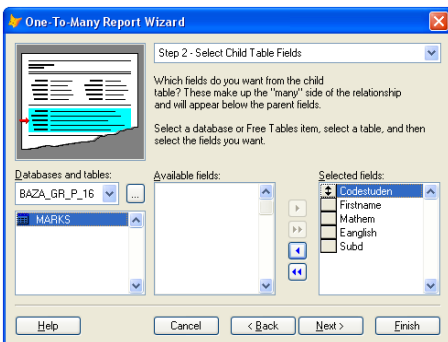 One-To-Many Report Wizard
Step 2 - Select Child Table Fields
Which fields do you want from the child
table? These make up the "many" side of the relationship
and will appear below the parent fields.
Select a database or Free Tables item, select a table, and then
select the fields you want.
Databases and tables:
Available fields:
Selected fields:
BAZA_GR_P_16
...
MARKS
Codestuden
Firstname
Mathem
Eanglish
Subd
Help
Cancel
< Back
Next >
Finish